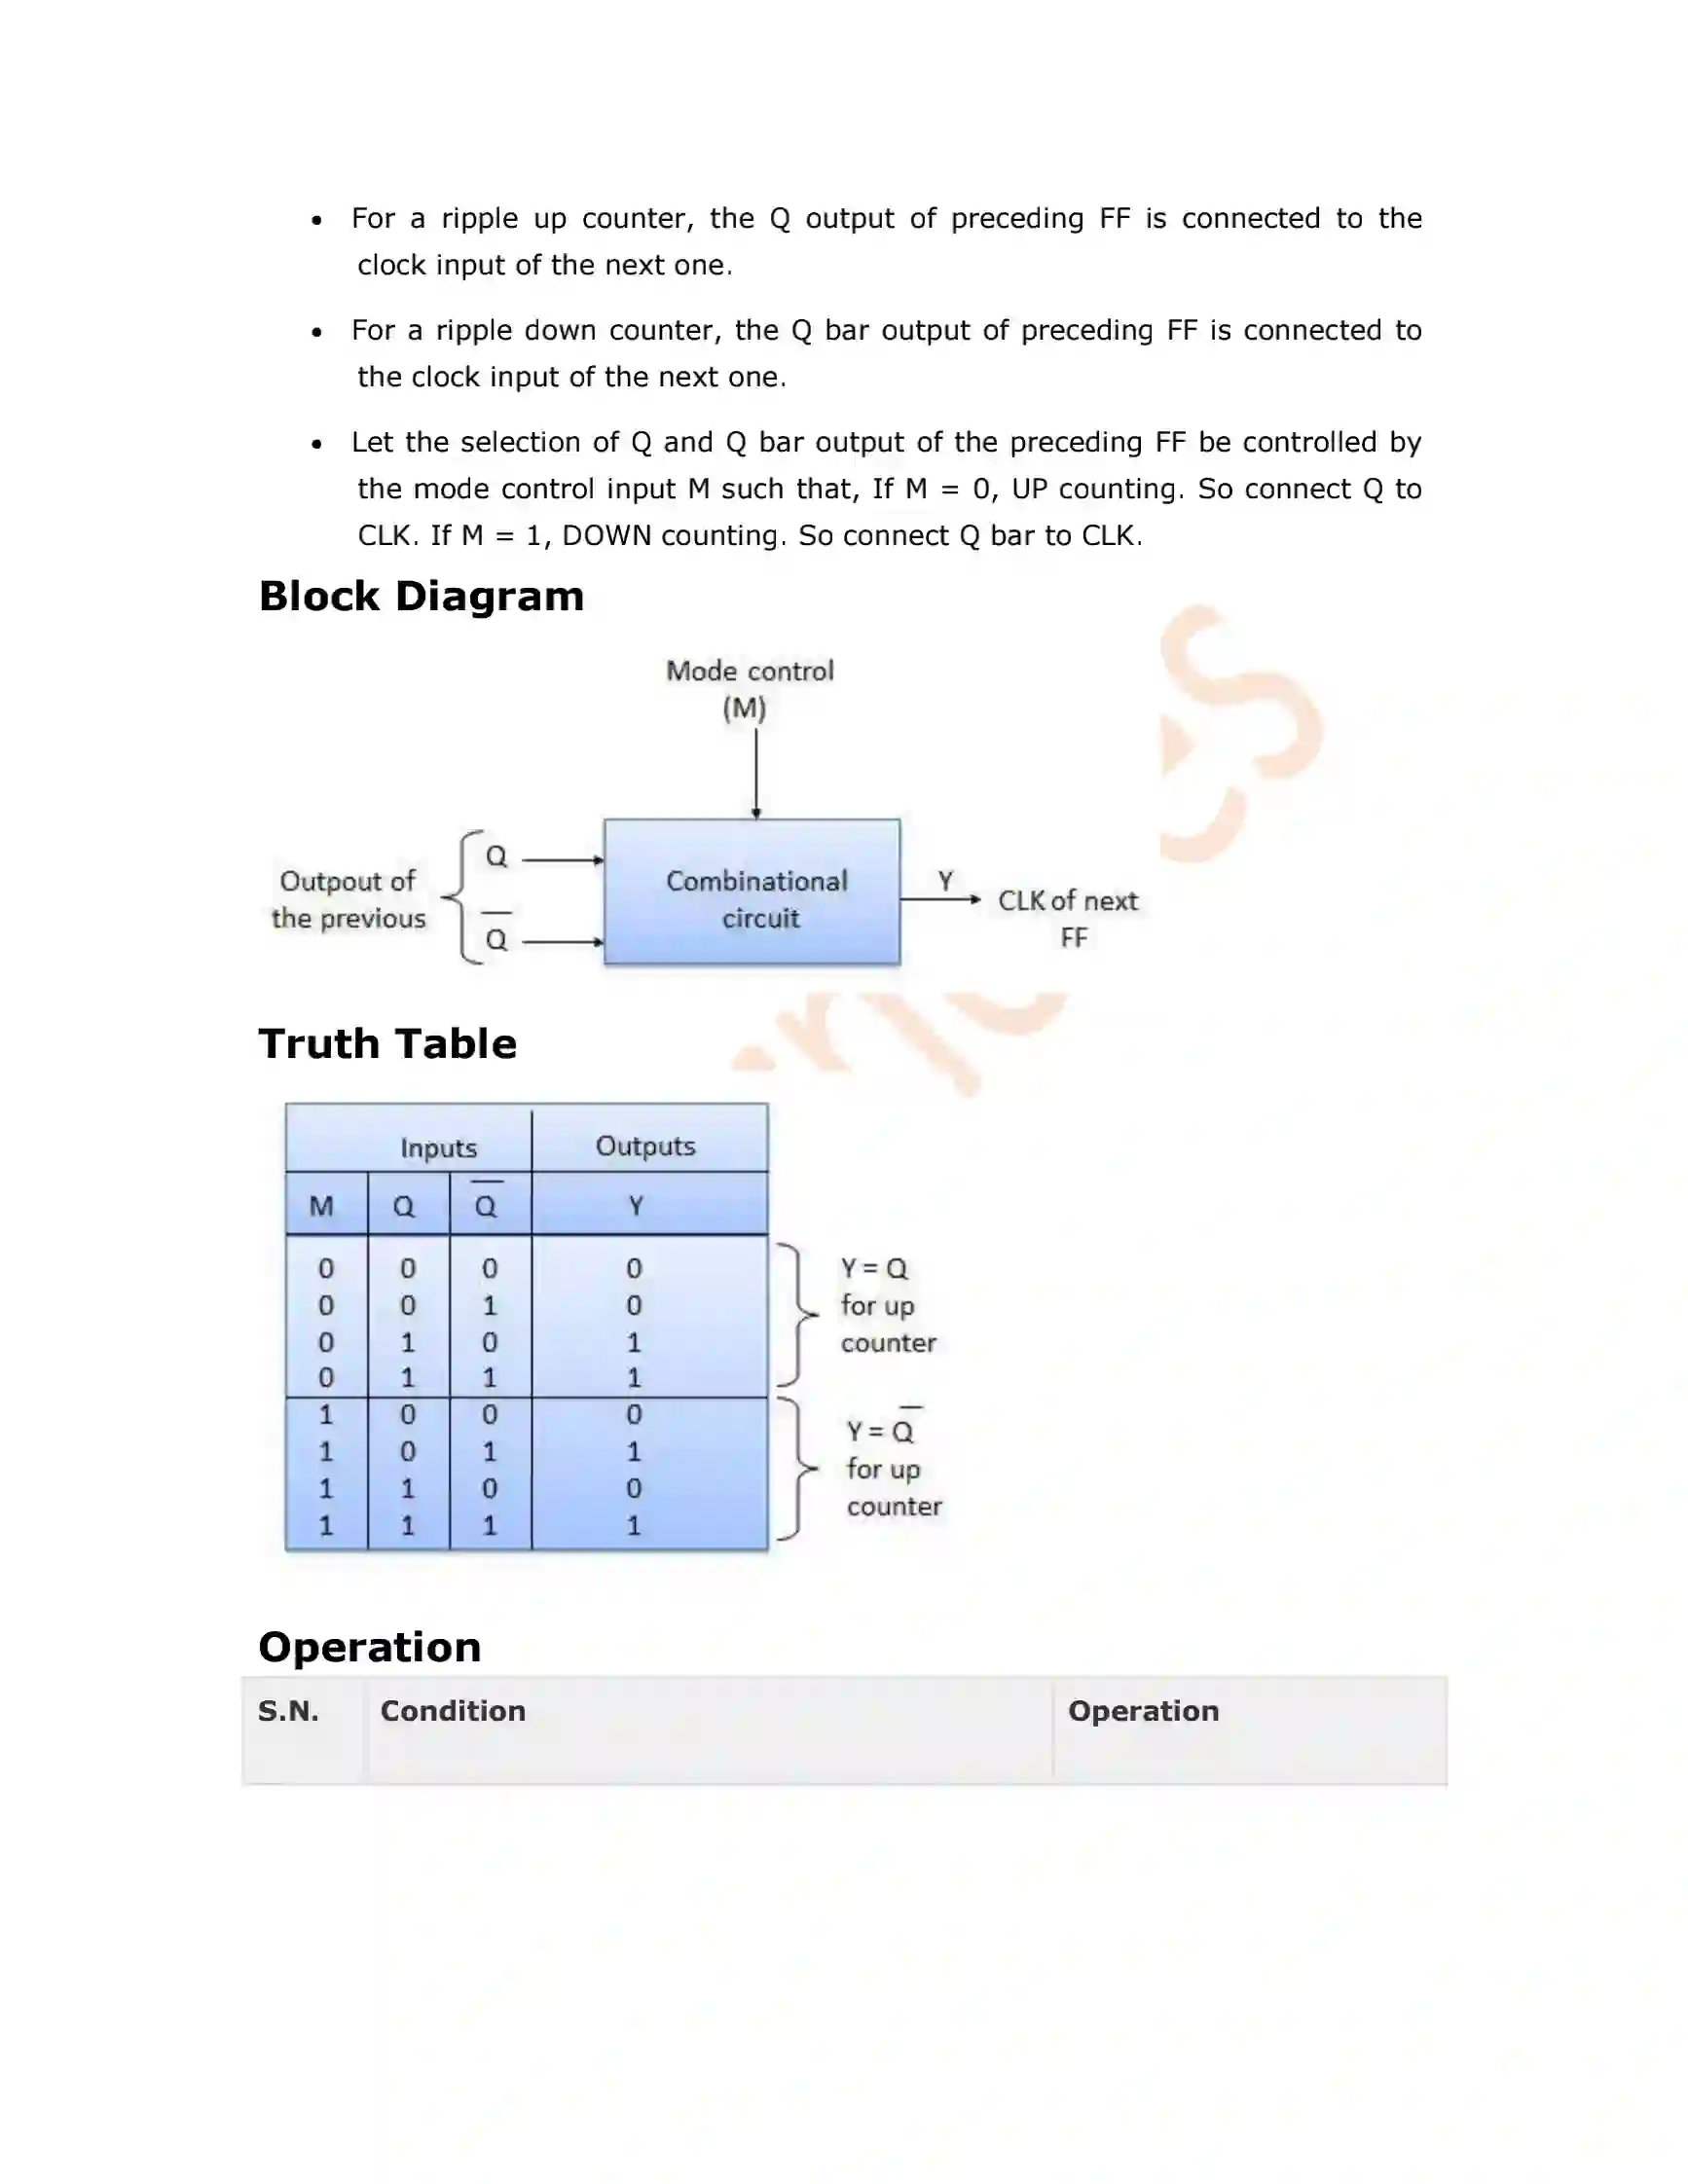 • For a ripple up counter, the Q output of preceding FF is connected to the
clock input of the next one.
• For a ripple down counter, the Q bar output of preceding FF is connected to
the clock input of the next one.
• Let the selection of Q and Q bar output of the preceding FF be controlled by
the mode control input M such that, If M = 0, UP counting. So connect Q to
CLK. If M = 1, DOWN counting. So connect Q bar to CLK.
Block Diagram
Mode control
(M)
Outpout of
the previous
Q
Q̅
Combinational
circuit
Y
CLK of next
FF
Truth Table
Inputs Outputs
M Q Q̅ Y
0 0 0 0
0 0 1 0
0 1 0 1
0 1 1 1
1 0 0 0
1 0 1 1
1 1 0 0
1 1 1 1
Y = Q
for up
counter
Y = Q̅
for up
counter
Operation
S.N. Condition Operation